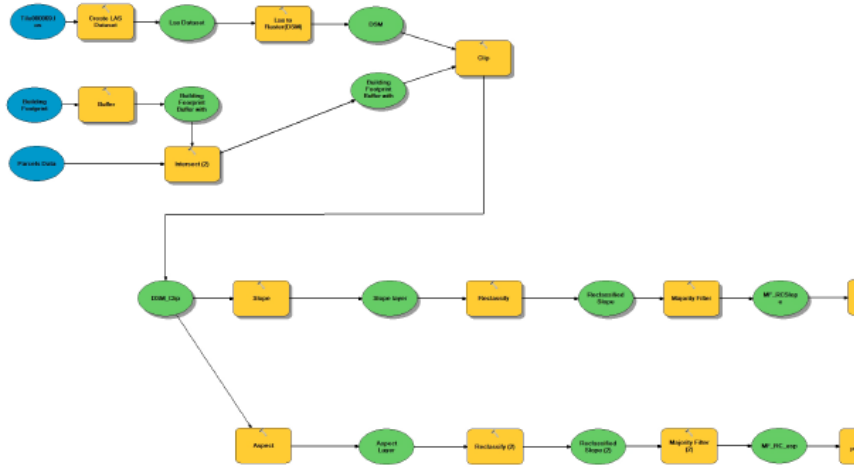 Create LAS
Dataset
Las Dataset
Las to
Raster(DSM)
DSM
Clip
Building
Footprint
Buffer
Building
Footprint
Buffer with
Building
Footprint
Buffer with
Parcels Data
Intersect (2)
DSM_Clip
Slope
Slope layer
Reclassify
Reclassified
Slope
Majority Filter
MF_RCSlop
e
Aspect
Aspect
Layer
Reclassify (2)
Reclassified
Slope (2)
Majority Filter
(2)
MF_RC_asp